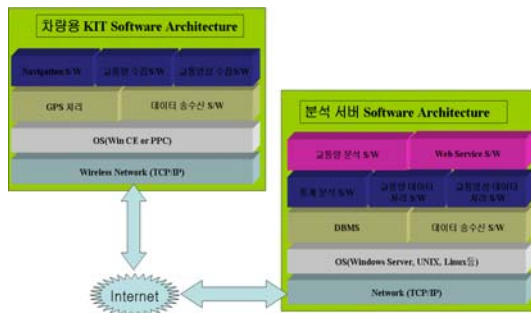 차량용 KIT Software Architecture
Navigation S/W
교통량 수집S/W
교통영상 수집S/W
GPS 처리
데이터 송수신 S/W
OS(Win CE or PPC)
Wireless Network (TCP/IP)
분석 서버 Software Architecture
교통량 분석 S/W
Web Service S/W
통계 분석 S/W
교통량 데이터
처리 S/W
교통영상 데이터
처리 S/W
DBMS
데이터 송수신 S/W
OS(Windows Server, UNIX, Linux등)
Network (TCP/IP)
Internet